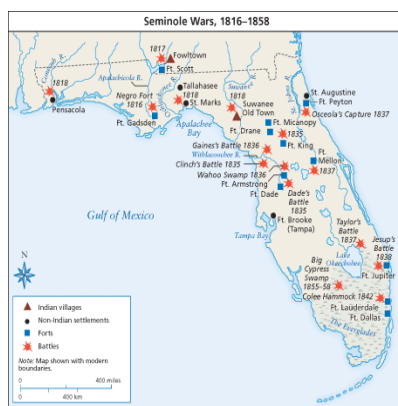 Seminole Wars, 1816–1858
1817
Fowltown
Ft. Scott
Conecuh R.
1818
Pensacola
Apalachicola R.
Negro Fort
1816
Ft. Gadsden
Tallahasee
1818
St. Marks
Apalachee
Bay
Suwanee R.
1818
Suwanee
Old Town
St. Augustine
Ft. Peyton
Osceola's Capture 1837
Ft. Drane
Ft. Micanopy
1835
Ft. King
Gaines's Battle 1836
Withlacoochee R.
Clinch's Battle 1835
Wahoo Swamp 1836
Ft. Armstrong
Ft. Dade
Ft.
Mellon
1837
Dade's
Battle
1835
Ft. Brooke
(Tampa)
Tampa Bay
Gulf of Mexico
Taylor's
Battle
1837
Jesup's
Battle
1838
Lake
Okeechobee
Ft. Jupiter
Big
Cypress
Swamp
1855–58
Colee Hammock 1842
Ft. Lauderdale
Ft. Dallas
The Everglades
N
Indian villages
Non-Indian settlements
Forts
Battles
Note: Map shown with modern
boundaries.
0 400 miles
0 400 km